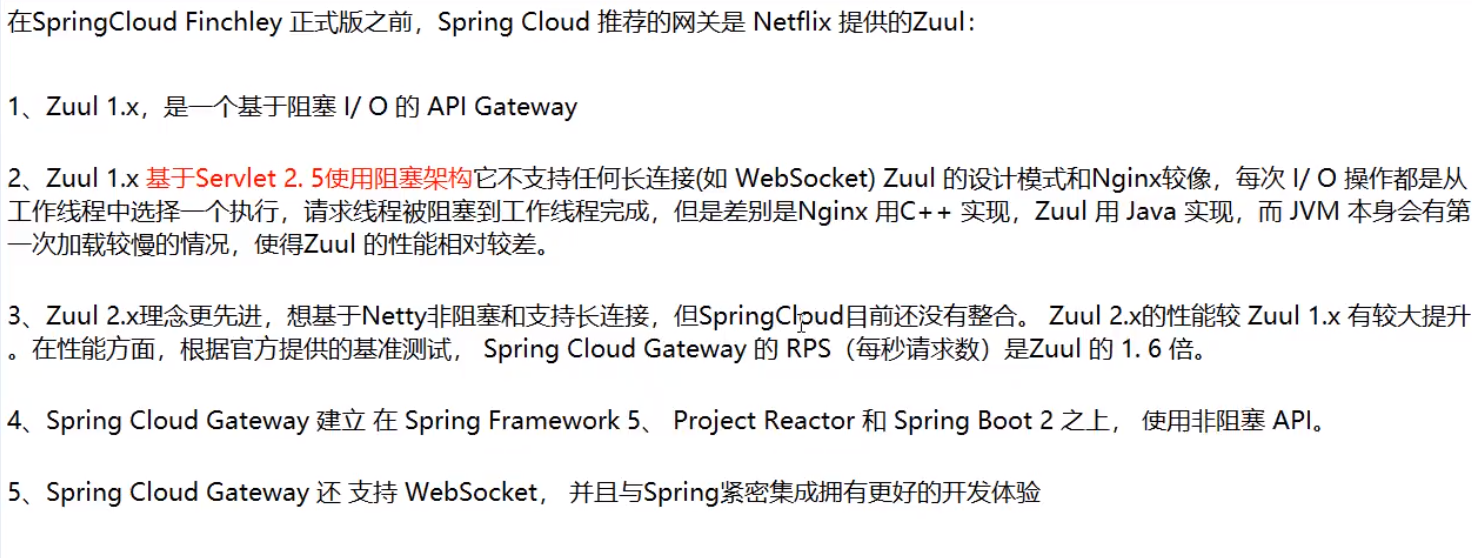 在SpringCloud Finchley 正式版之前，Spring Cloud 推荐的网关是 Netflix 提供的Zuul：
1、Zuul 1.x，是一个基于阻塞 I/ O 的 API Gateway
2、Zuul 1.x 基于Servlet 2. 5使用阻塞架构它不支持任何长连接(如 WebSocket) Zuul 的设计模式和Nginx较像，每次 I/ O 操作都是从
工作线程中选择一个执行，请求线程被阻塞到工作线程完成，但是差别是Nginx 用C++ 实现，Zuul 用 Java 实现，而 JVM 本身会有第
一次加载较慢的情况，使得Zuul 的性能相对较差。
3、Zuul 2.x理念更先进，想基于Netty非阻塞和支持长连接，但SpringCloud目前还没有整合。 Zuul 2.x的性能较 Zuul 1.x 有较大提升
。在性能方面，根据官方提供的基准测试， Spring Cloud Gateway 的 RPS（每秒请求数）是Zuul 的 1. 6 倍。
4、Spring Cloud Gateway 建立 在 Spring Framework 5、 Project Reactor 和 Spring Boot 2 之上， 使用非阻塞 API。
5、Spring Cloud Gateway 还 支持 WebSocket， 并且与Spring紧密集成拥有更好的开发体验